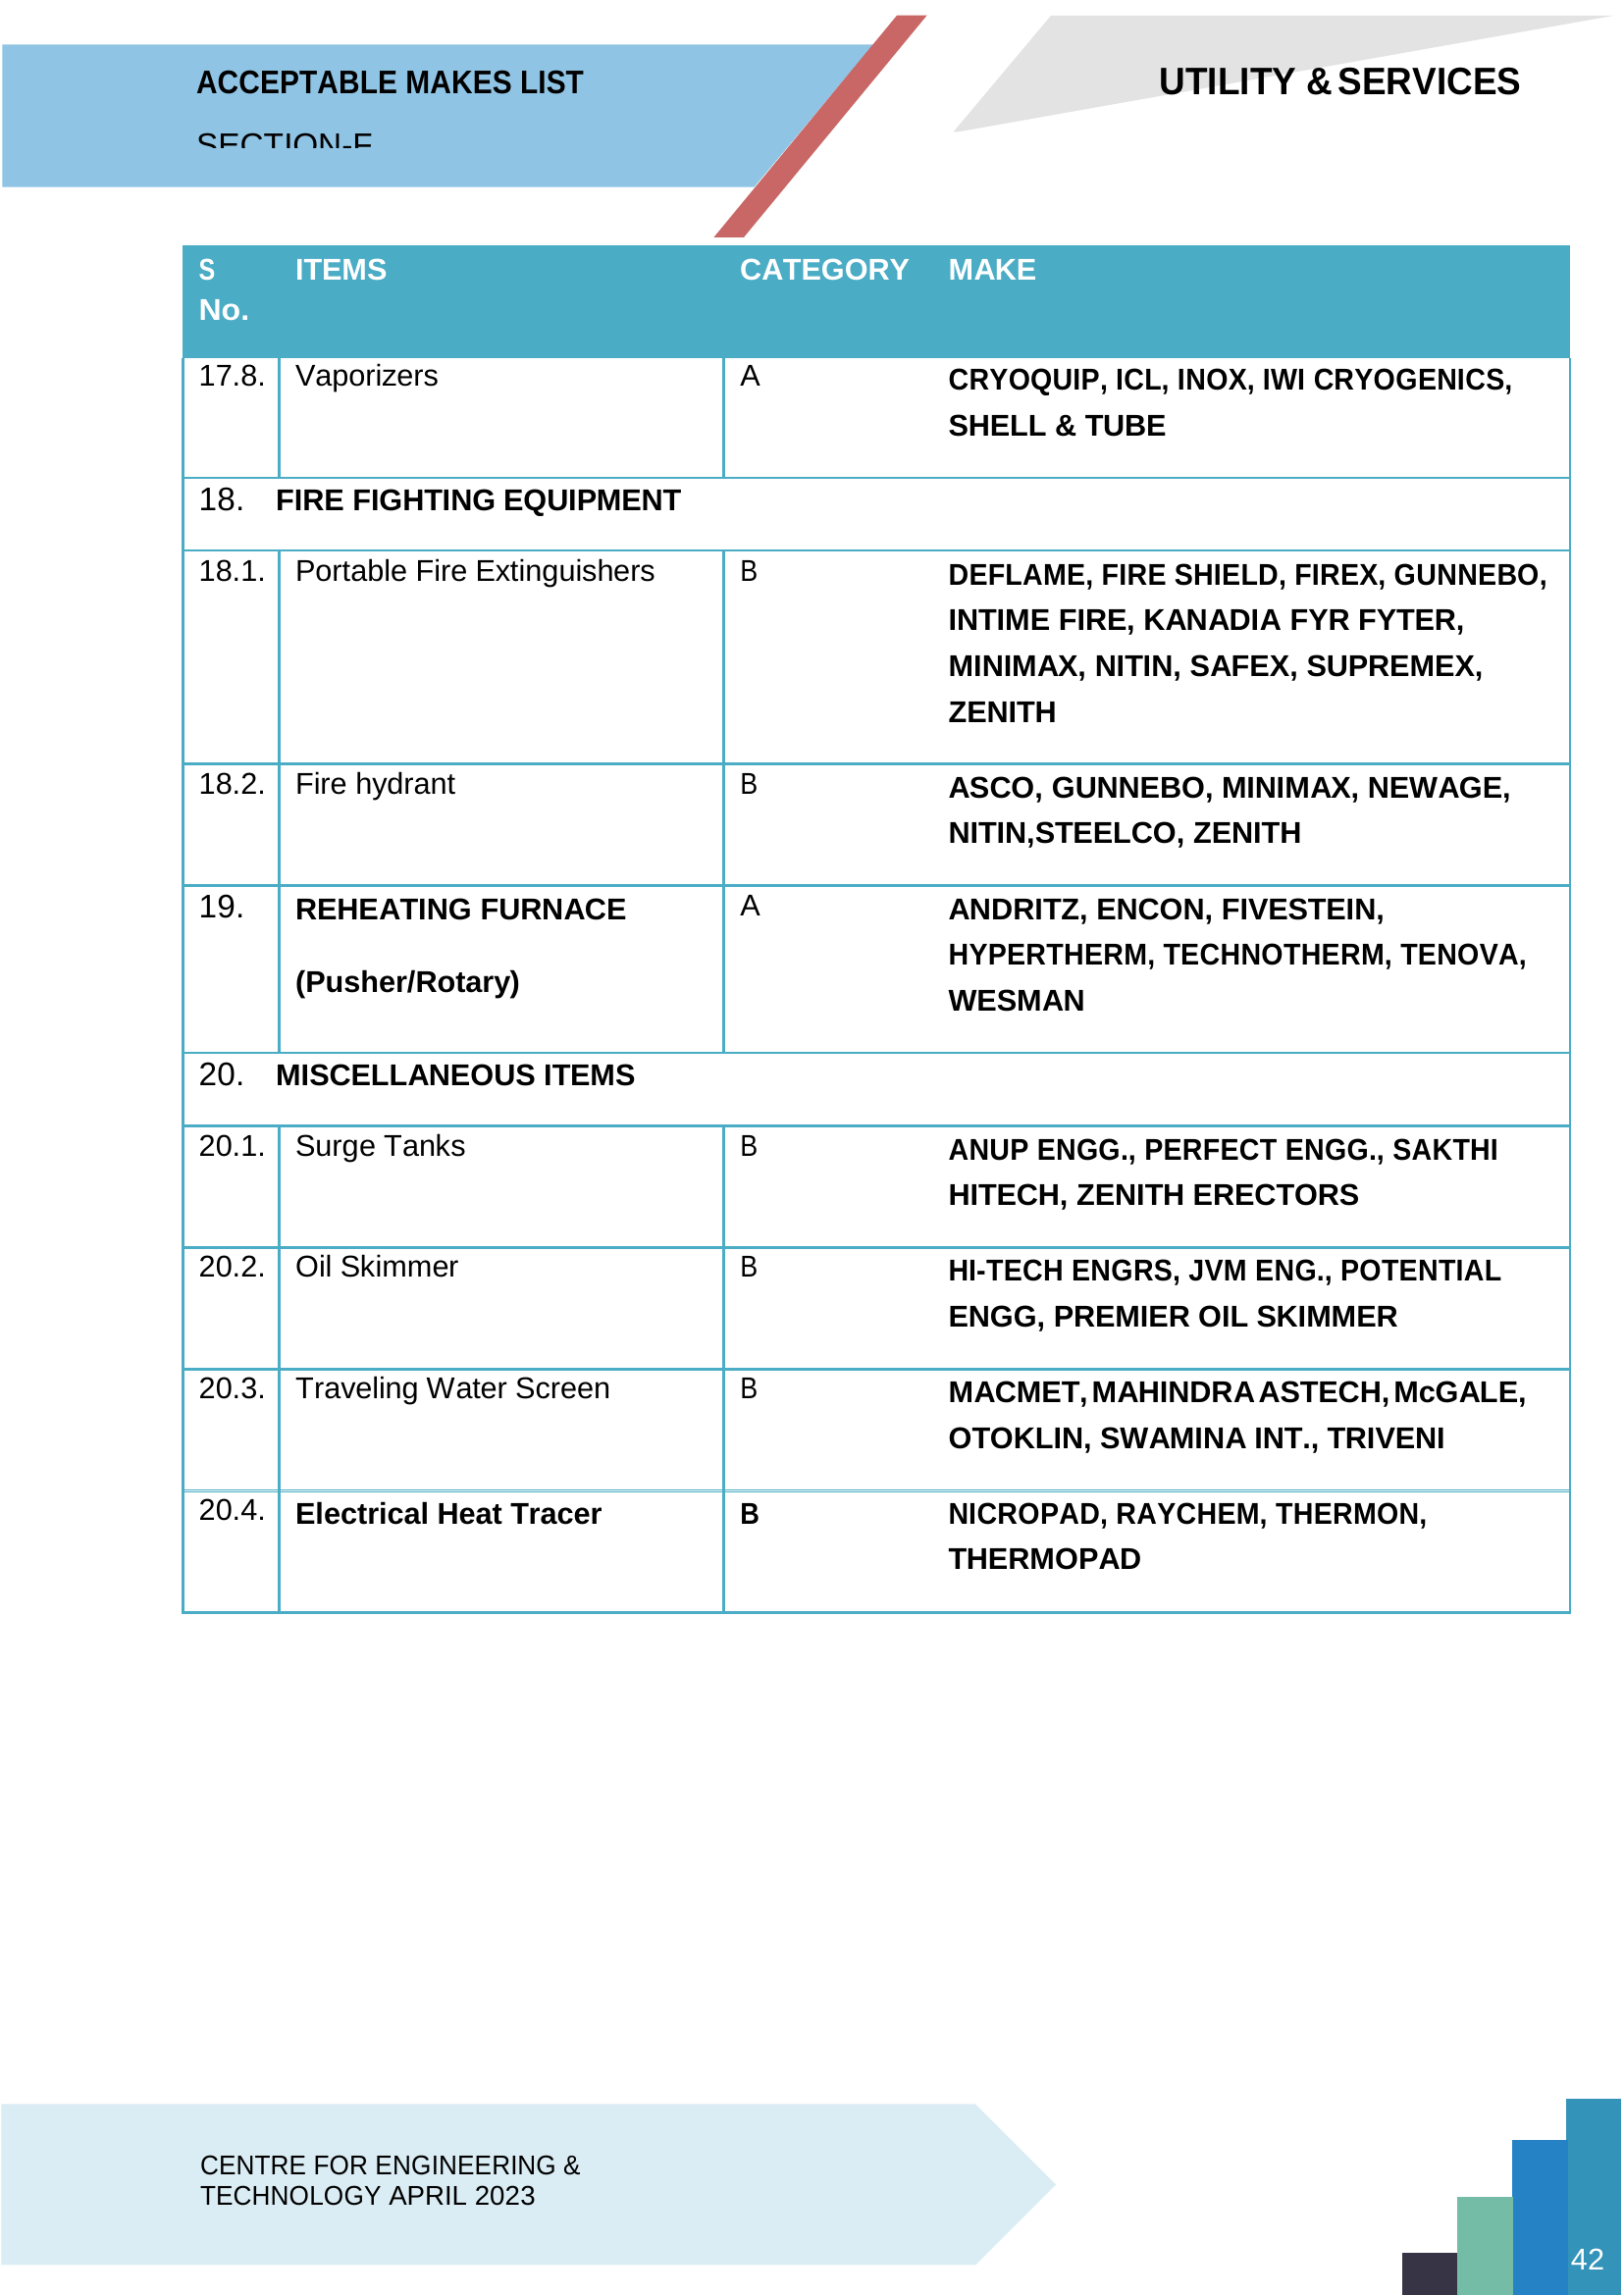 ACCEPTABLE MAKES LIST
UTILITY & SERVICES
SECTION-F
S No. ITEMS CATEGORY MAKE
17.8. Vaporizers A CRYOQUIP, ICL, INOX, IWI CRYOGENICS,
SHELL & TUBE
18. FIRE FIGHTING EQUIPMENT
18.1. Portable Fire Extinguishers B DEFLAME, FIRE SHIELD, FIREX, GUNNEBO,
INTIME FIRE, KANADIA FYR FYTER,
MINIMAX, NITIN, SAFEX, SUPREMEX,
ZENITH
18.2. Fire hydrant B ASCO, GUNNEBO, MINIMAX, NEWAGE,
NITIN,STEELCO, ZENITH
19. REHEATING FURNACE A ANDRITZ, ENCON, FIVESTEIN,
(Pusher/Rotary) HYPERTHERM, TECHNOTHERM, TENOVA,
WESMAN
20. MISCELLANEOUS ITEMS
20.1. Surge Tanks B ANUP ENGG., PERFECT ENGG., SAKTHI
HITECH, ZENITH ERECTORS
20.2. Oil Skimmer B HI-TECH ENGRS, JVM ENG., POTENTIAL
ENGG, PREMIER OIL SKIMMER
20.3. Traveling Water Screen B MACMET, MAHINDRA ASTECH, McGALE,
OTOKLIN, SWAMINA INT., TRIVENI
20.4. Electrical Heat Tracer B NICROPAD, RAYCHEM, THERMON,
THERMOPAD
CENTRE FOR ENGINEERING &
TECHNOLOGY APRIL 2023
42